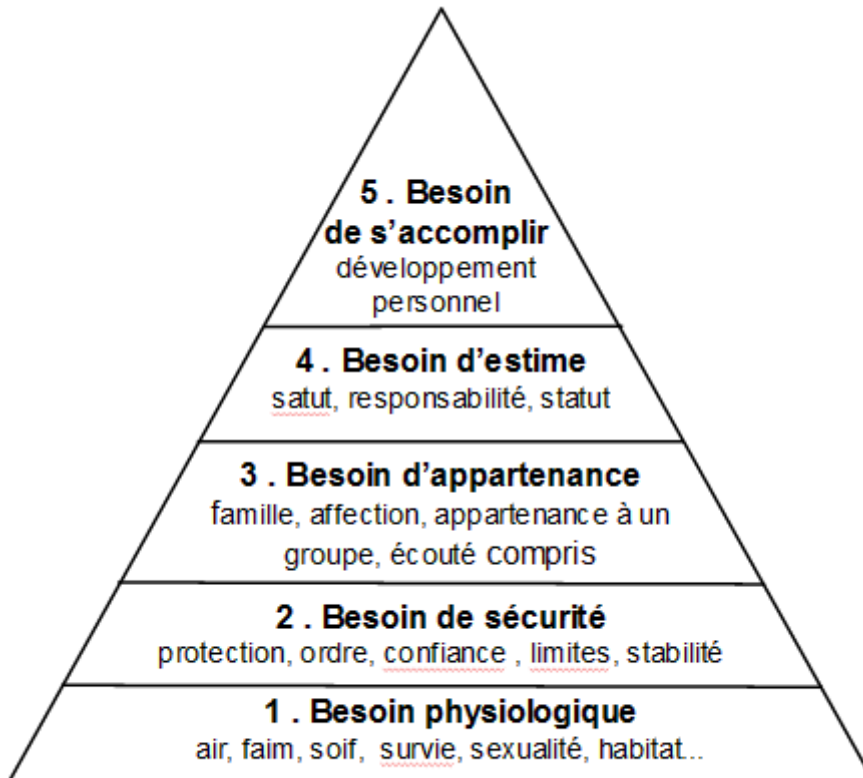 5 . Besoin
de s’accomplir
développement
personnel
4 . Besoin d’estime
satut, responsabilité, statut
3 . Besoin d’appartenance
famille, affection, appartenance à un
groupe, écouté compris
2 . Besoin de sécurité
protection, ordre, confiance , limites, stabilité
1 . Besoin physiologique
air, faim, soif,  survie, sexualité, habitat...